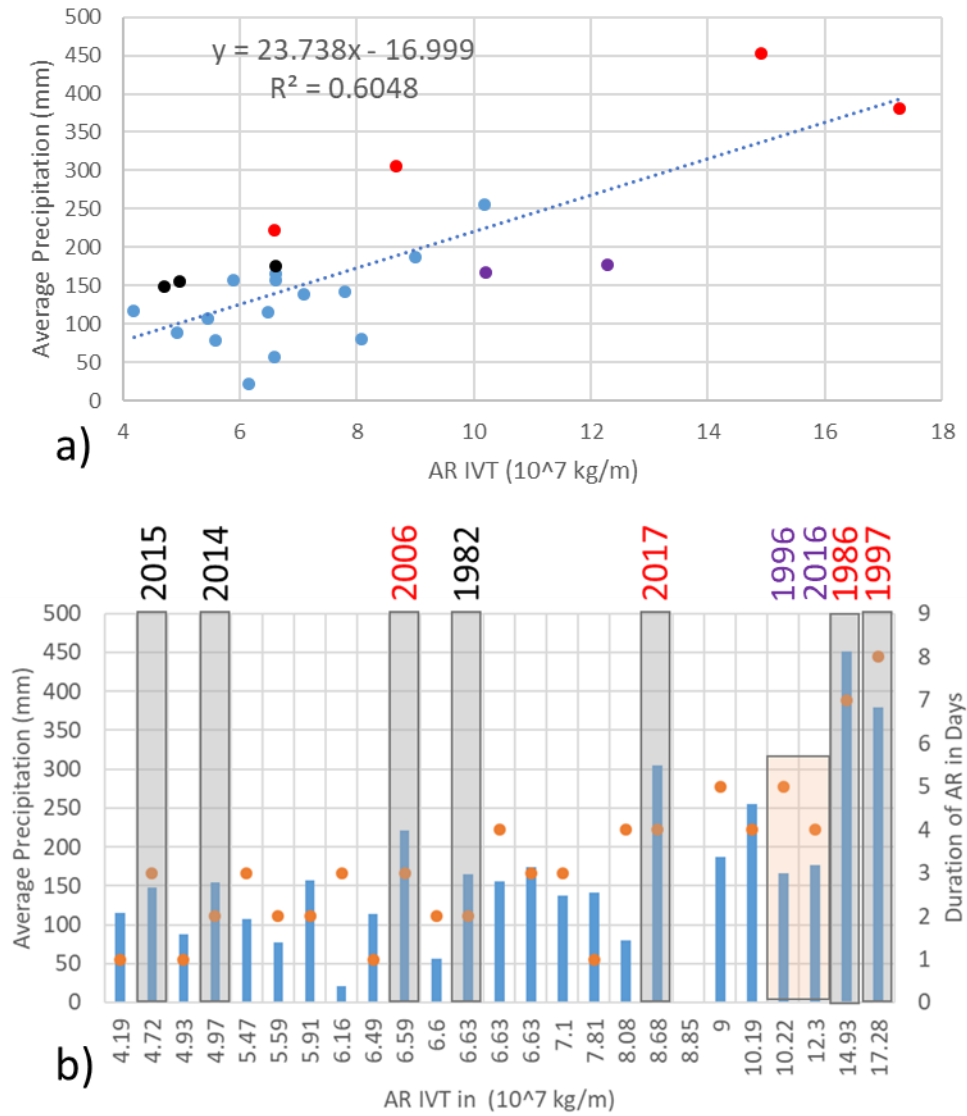 500
450
400
350
300
250
200
150
100
50
0
Average Precipitation (mm)
y = 23.738x - 16.999
R² = 0.6048
4 6 8 10 12 14 16 18
AR IVT (10^7 kg/m)
a)
2015 2014 2006 1982 2017 1996 2016 1986 1997
500
450
400
350
300
250
200
150
100
50
0
Average Precipitation (mm)
9
8
7
6
5
4
3
2
1
0
Duration of AR in Days
4.19 4.72 4.93 4.97 5.47 5.59 5.91 6.16 6.49 6.59 6.6 6.63 6.63 6.63 7.1 7.81 8.08 8.68 8.85 9 10.19 10.22 12.3 14.93 17.28
AR IVT in (10^7 kg/m)
b)